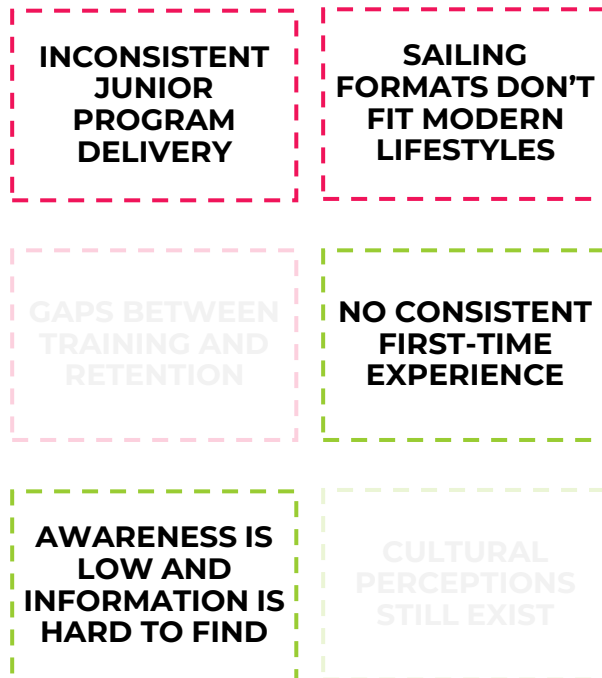 INCONSISTENT
JUNIOR
PROGRAM
DELIVERY
SAILING
FORMATS DON'T
FIT MODERN
LIFESTYLES
GAPS BETWEEN
TRAINING AND
RETENTION
NO CONSISTENT
FIRST-TIME
EXPERIENCE
AWARENESS IS
LOW AND
INFORMATION IS
HARD TO FIND
CULTURAL
PERCEPTIONS
STILL EXIST